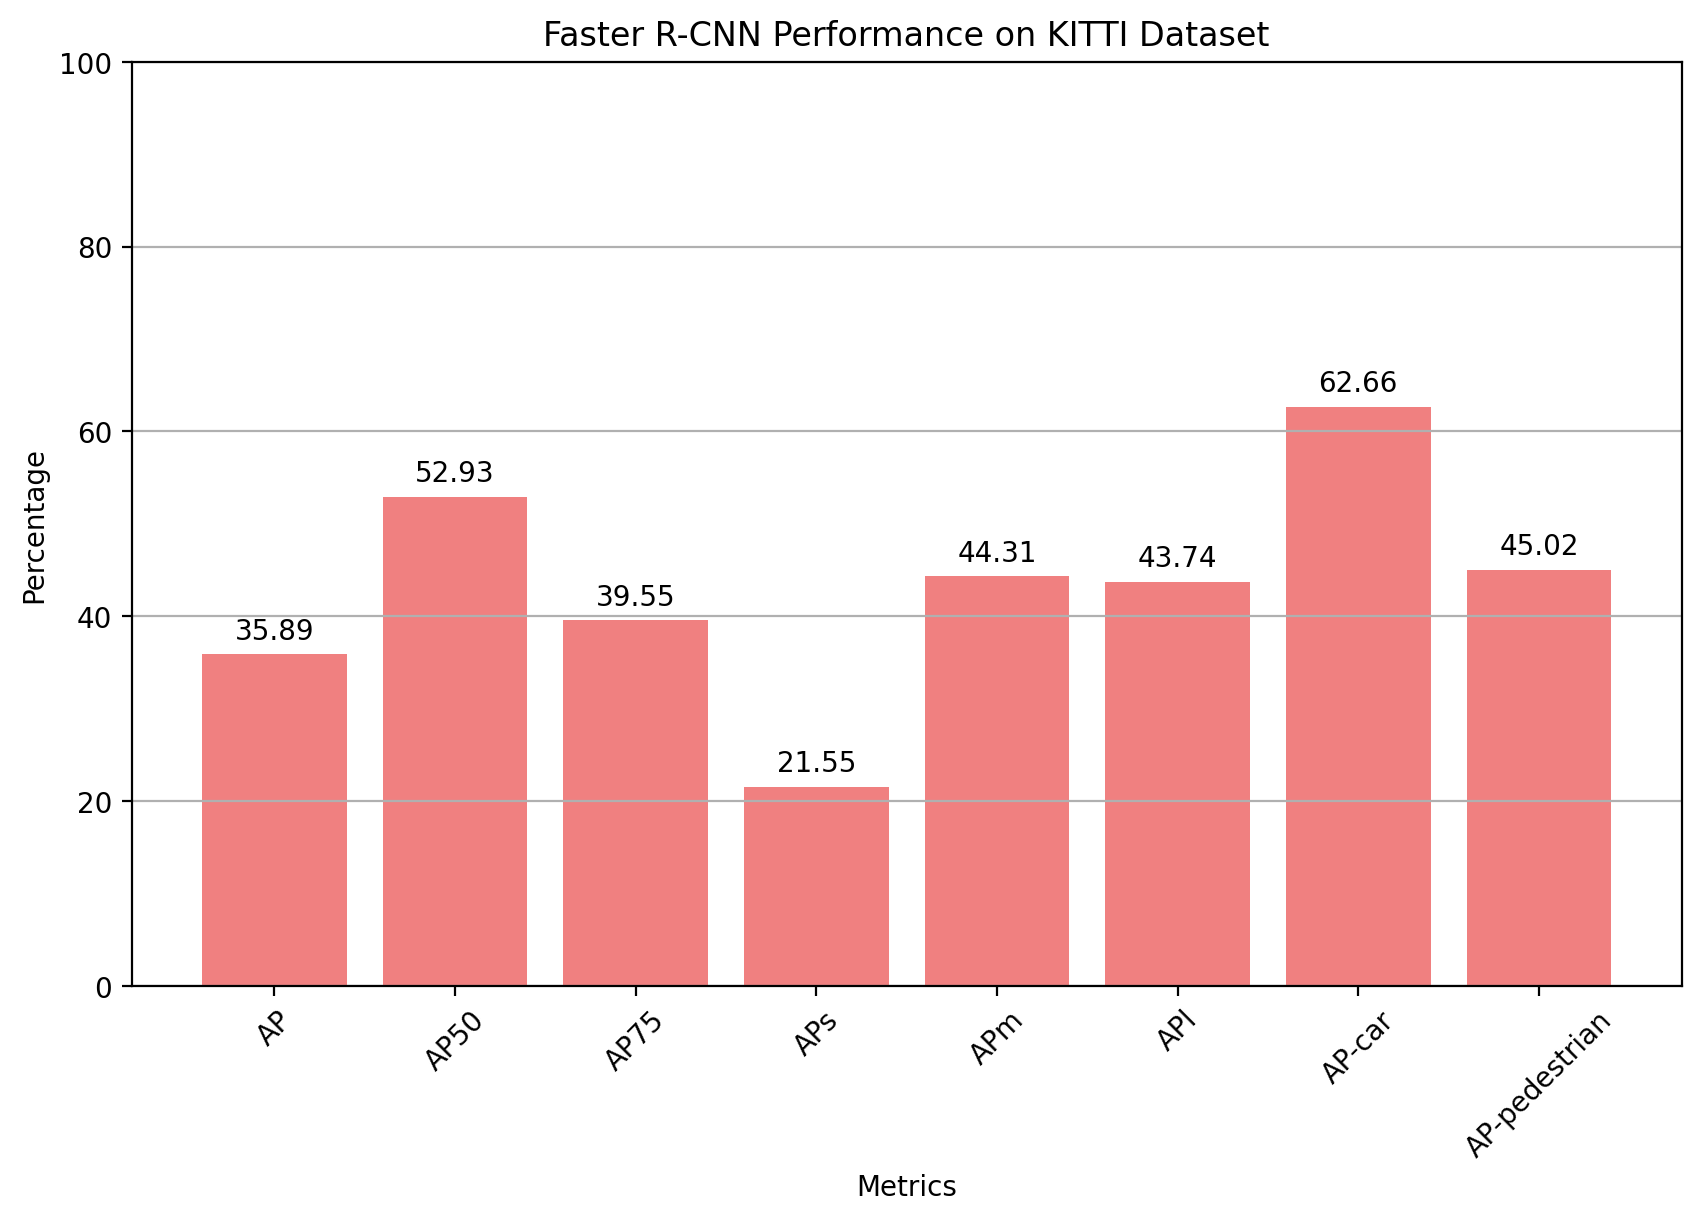 Faster R-CNN Performance on KITTI Dataset
Percentage
100
80
60
40
20
0
35.89
52.93
39.55
21.55
44.31
43.74
62.66
45.02
AP
AP50
AP75
APs
APm
APl
AP-car
AP-pedestrian
Metrics